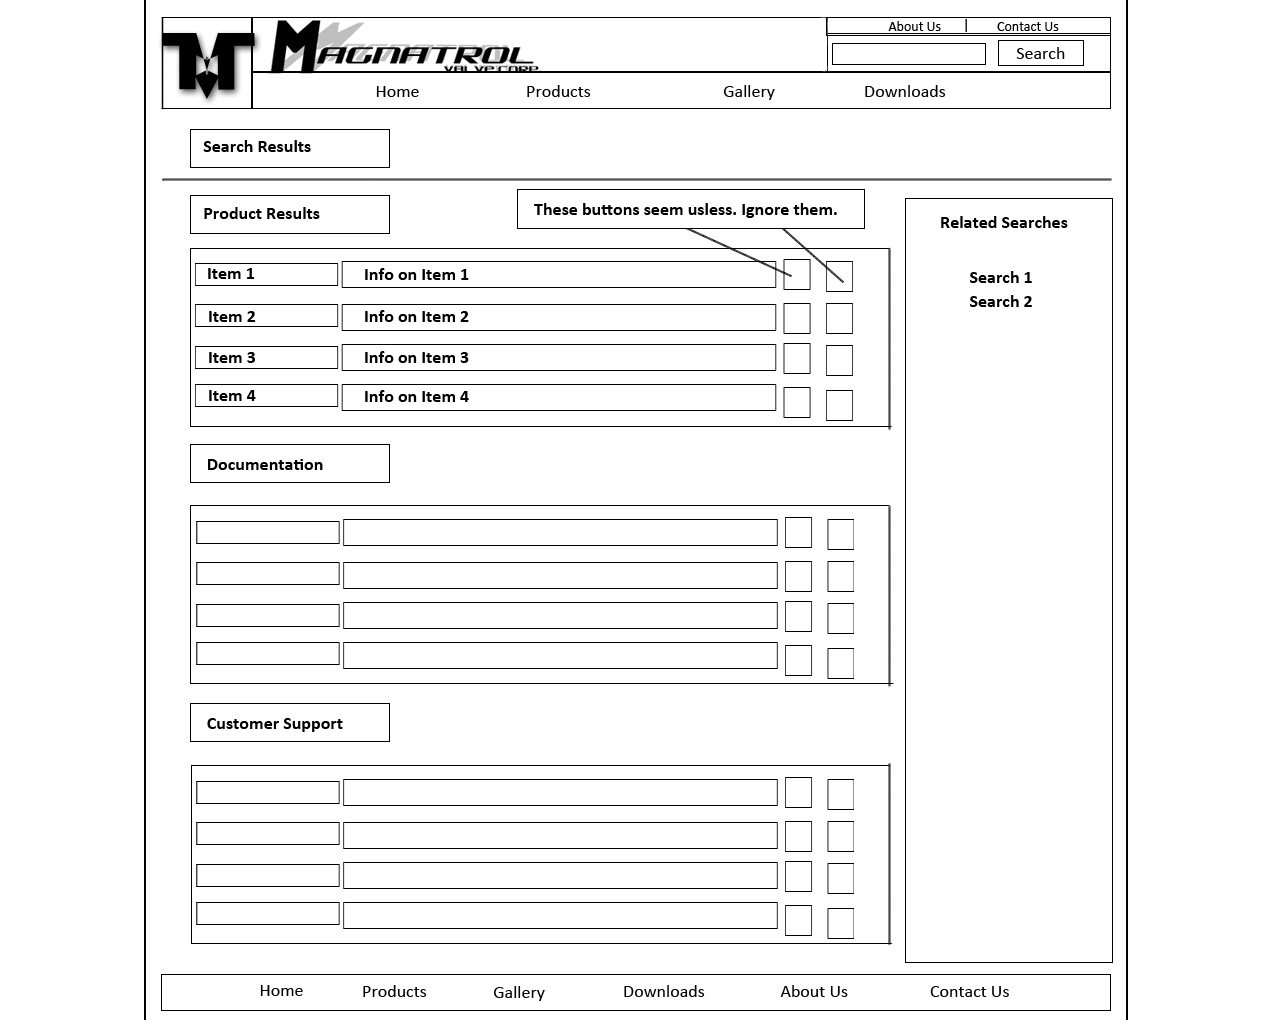 About Us | Contact Us
MAGNATROL
VALVE CORP
Search
Home Products Gallery Downloads
Search Results
Product Results
These buttons seem usless. Ignore them.
Related Searches
Item 1 Info on Item 1
Search 1
Search 2
Item 2 Info on Item 2
Item 3 Info on Item 3
Item 4 Info on Item 4
Documentation
Customer Support
Home Products Gallery Downloads About Us Contact Us